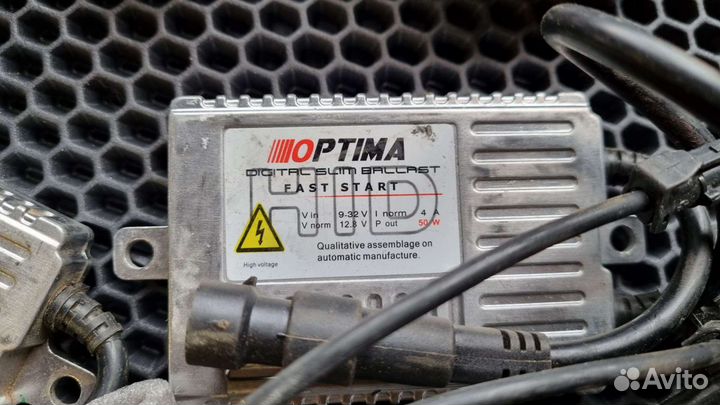 OPTIMA
DIGITAL SLIM BALLAST
FAST START
HID
V in 9-32 V I norm 4 A
V norm 12.8 V P out 50 W
High voltage
Qualitative assemblage on
automatic manufacture.
Avito